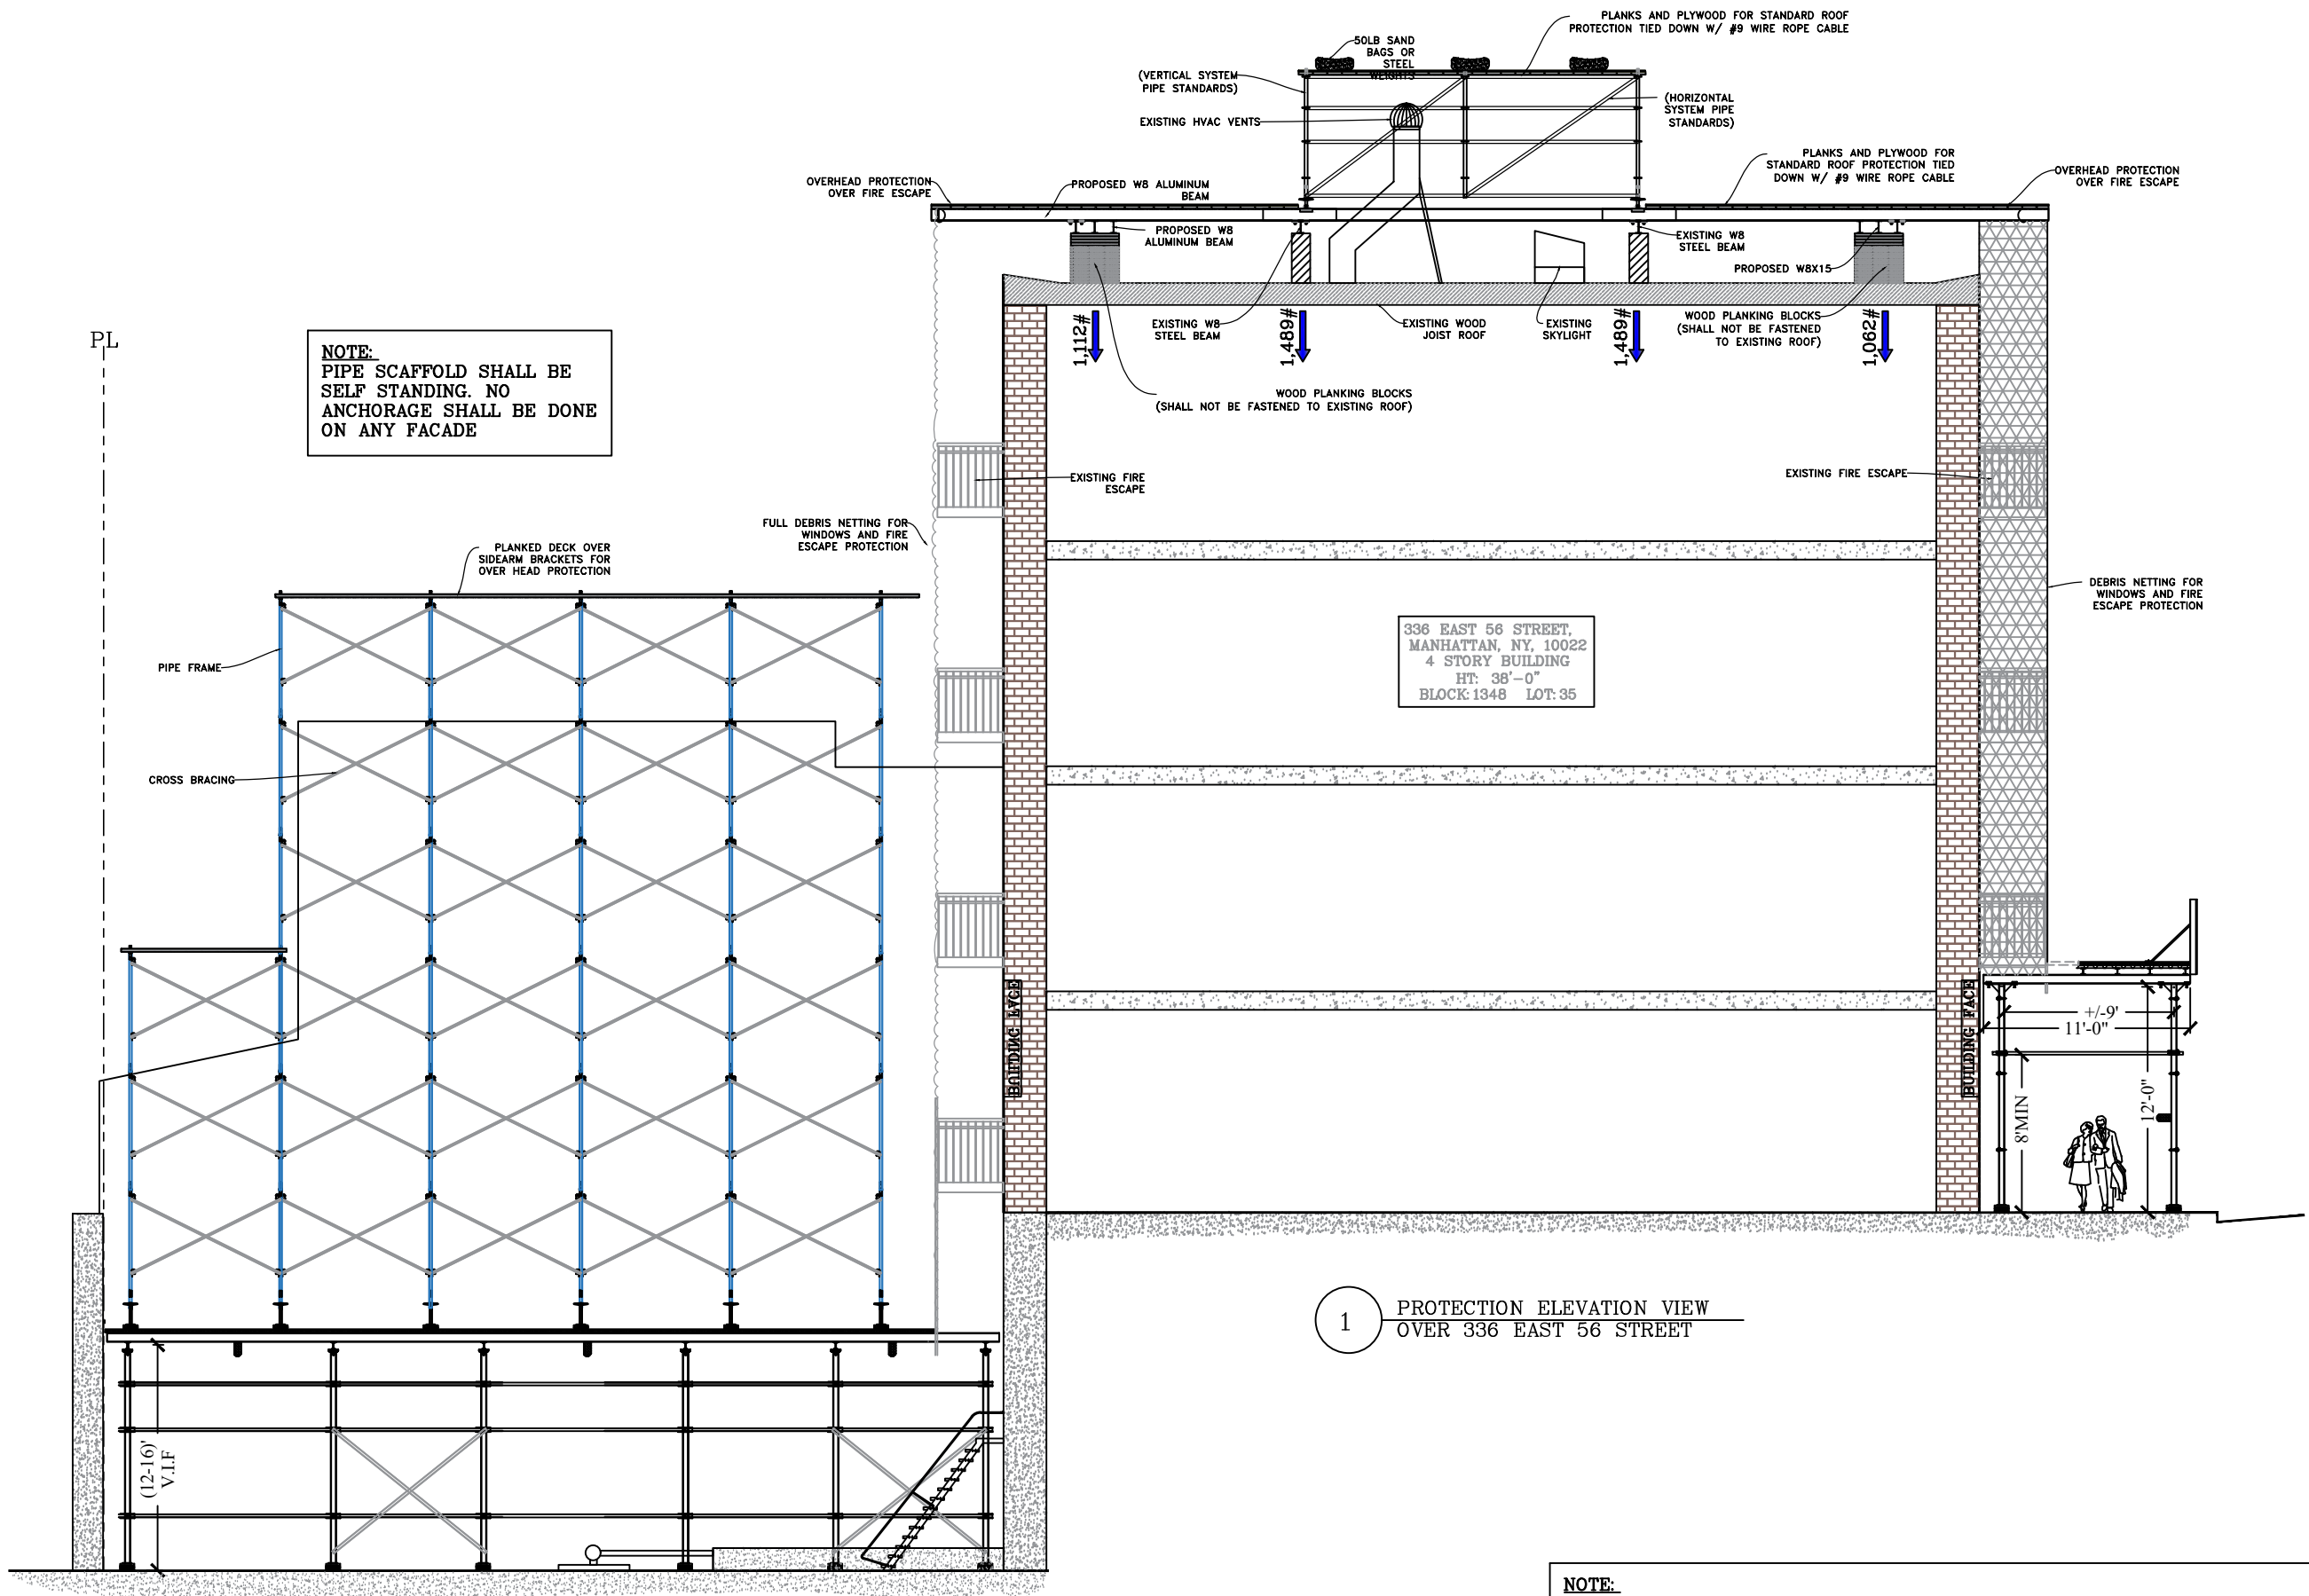 PLANKS AND PLYWOOD FOR STANDARD ROOF
PROTECTION TIED DOWN W/ #9 WIRE ROPE CABLE
50LB SAND
BAGS OR
STEEL
WEIGHTS
(VERTICAL SYSTEM
PIPE STANDARDS)
(HORIZONTAL
SYSTEM PIPE
STANDARDS)
EXISTING HVAC VENTS
PLANKS AND PLYWOOD FOR
STANDARD ROOF PROTECTION TIED
DOWN W/ #9 WIRE ROPE CABLE
OVERHEAD PROTECTION
OVER FIRE ESCAPE
OVERHEAD PROTECTION
OVER FIRE ESCAPE
PROPOSED W8 ALUMINUM
BEAM
PROPOSED W8
ALUMINUM BEAM
EXISTING W8
STEEL BEAM
PROPOSED W8X15
1,112#
EXISTING W8
STEEL BEAM
1,489#
EXISTING WOOD
JOIST ROOF
EXISTING
SKYLIGHT
1,489#
WOOD PLANKING BLOCKS
(SHALL NOT BE FASTENED
TO EXISTING ROOF)
1,062#
WOOD PLANKING BLOCKS
(SHALL NOT BE FASTENED TO EXISTING ROOF)
PL
NOTE:
PIPE SCAFFOLD SHALL BE
SELF STANDING. NO
ANCHORAGE SHALL BE DONE
ON ANY FACADE
EXISTING FIRE
ESCAPE
EXISTING FIRE ESCAPE
FULL DEBRIS NETTING FOR
WINDOWS AND FIRE
ESCAPE PROTECTION
PLANKED DECK OVER
SIDEARM BRACKETS FOR
OVER HEAD PROTECTION
DEBRIS NETTING FOR
WINDOWS AND FIRE
ESCAPE PROTECTION
PIPE FRAME
336 EAST 56 STREET,
MANHATTAN, NY, 10022
4 STORY BUILDING
HT: 38'-0"
BLOCK: 1348 LOT: 35
CROSS BRACING
BUILDING FACE
BUILDING FACE
+/-9'
11'-0"
8'MIN
12'-0"
1
PROTECTION ELEVATION VIEW
OVER 336 EAST 56 STREET
(12-16)'
V.I.F
NOTE: